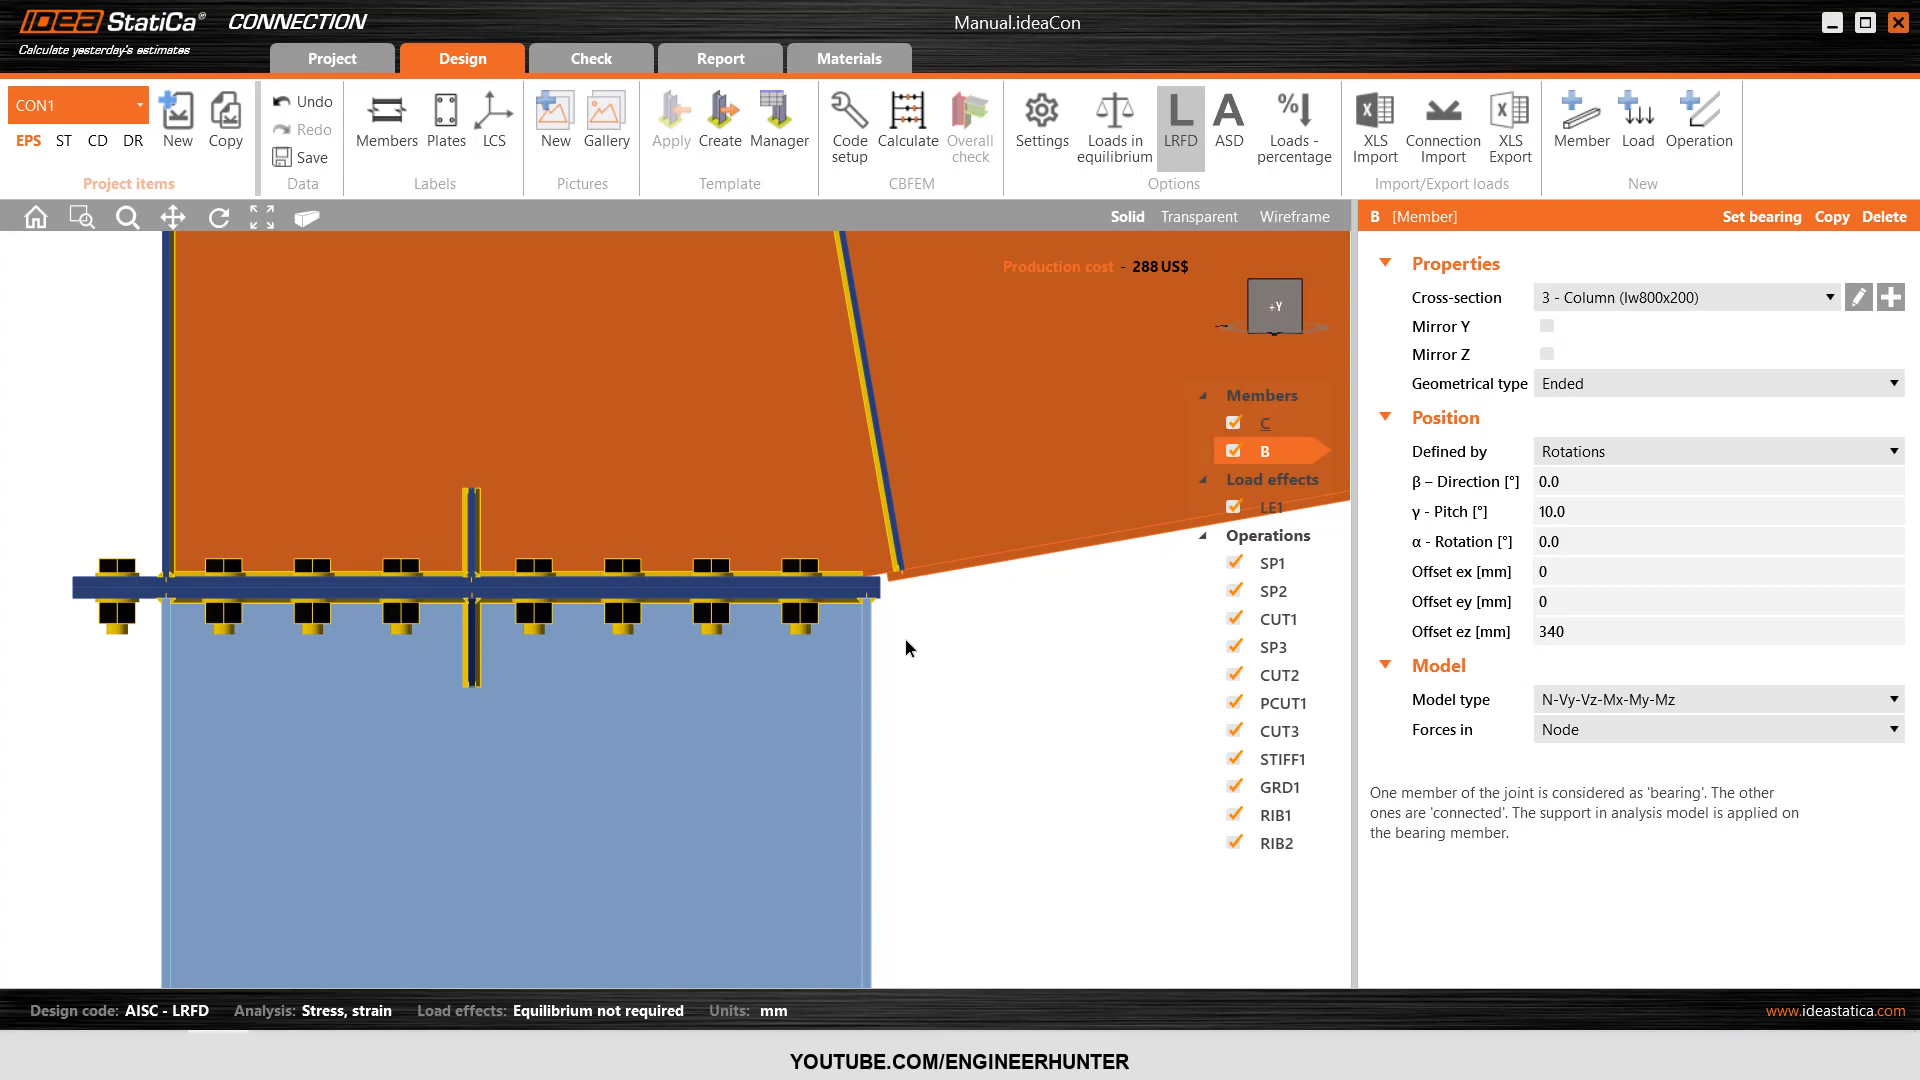 IDEA StatiCa® CONNECTION
Calculate yesterday's estimates
Manual.ideaCon
Project
Design
Check
Report
Materials
CON1
EPS ST CD DR
New
Copy
Project items
Undo
Redo
Save
Data
Members
Plates
LCS
Labels
New
Gallery
Pictures
Apply
Create
Manager
Template
Code setup
Calculate
Overall check
CBFEM
Settings
Loads in equilibrium
L
LRFD
A
ASD
%
Loads - percentage
Options
XLS Import
Connection Import
XLS Export
Import/Export loads
Member
Load
Operation
New
Solid Transparent Wireframe
Production cost - 288 US$
+Y
Members
C
B
Load effects
LE1
Operations
SP1
SP2
CUT1
SP3
CUT2
PCUT1
CUT3
STIFF1
GRD1
RIB1
RIB2
B [Member]
Set bearing Copy Delete
Properties
Cross-section 3 - Column (Iw800x200)
Mirror Y
Mirror Z
Geometrical type Ended
Position
Defined by Rotations
β – Direction [°] 0.0
γ - Pitch [°] 10.0
α - Rotation [°] 0.0
Offset ex [mm] 0
Offset ey [mm] 0
Offset ez [mm] 340
Model
Model type N-Vy-Vz-Mx-My-Mz
Forces in Node
One member of the joint is considered as 'bearing'. The other
ones are 'connected'. The support in analysis model is applied on
the bearing member.
Design code: AISC - LRFD Analysis: Stress, strain Load effects: Equilibrium not required Units: mm
www.ideastatica.com
YOUTUBE.COM/ENGINEERHUNTER